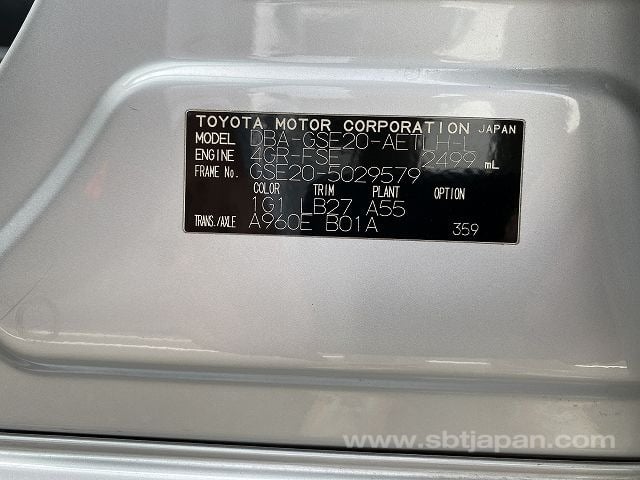 TOYOTA MOTOR CORPORATION JAPAN
MODEL DBA-GSE20-AETLH-L
ENGINE 4GR-FSE 2499 mL
FRAME No. GSE20-5029579
COLOR TRIM PLANT OPTION
1G1 LB27 A55
TRANS./AXLE A960E B01A 359
www.sbtjapan.com